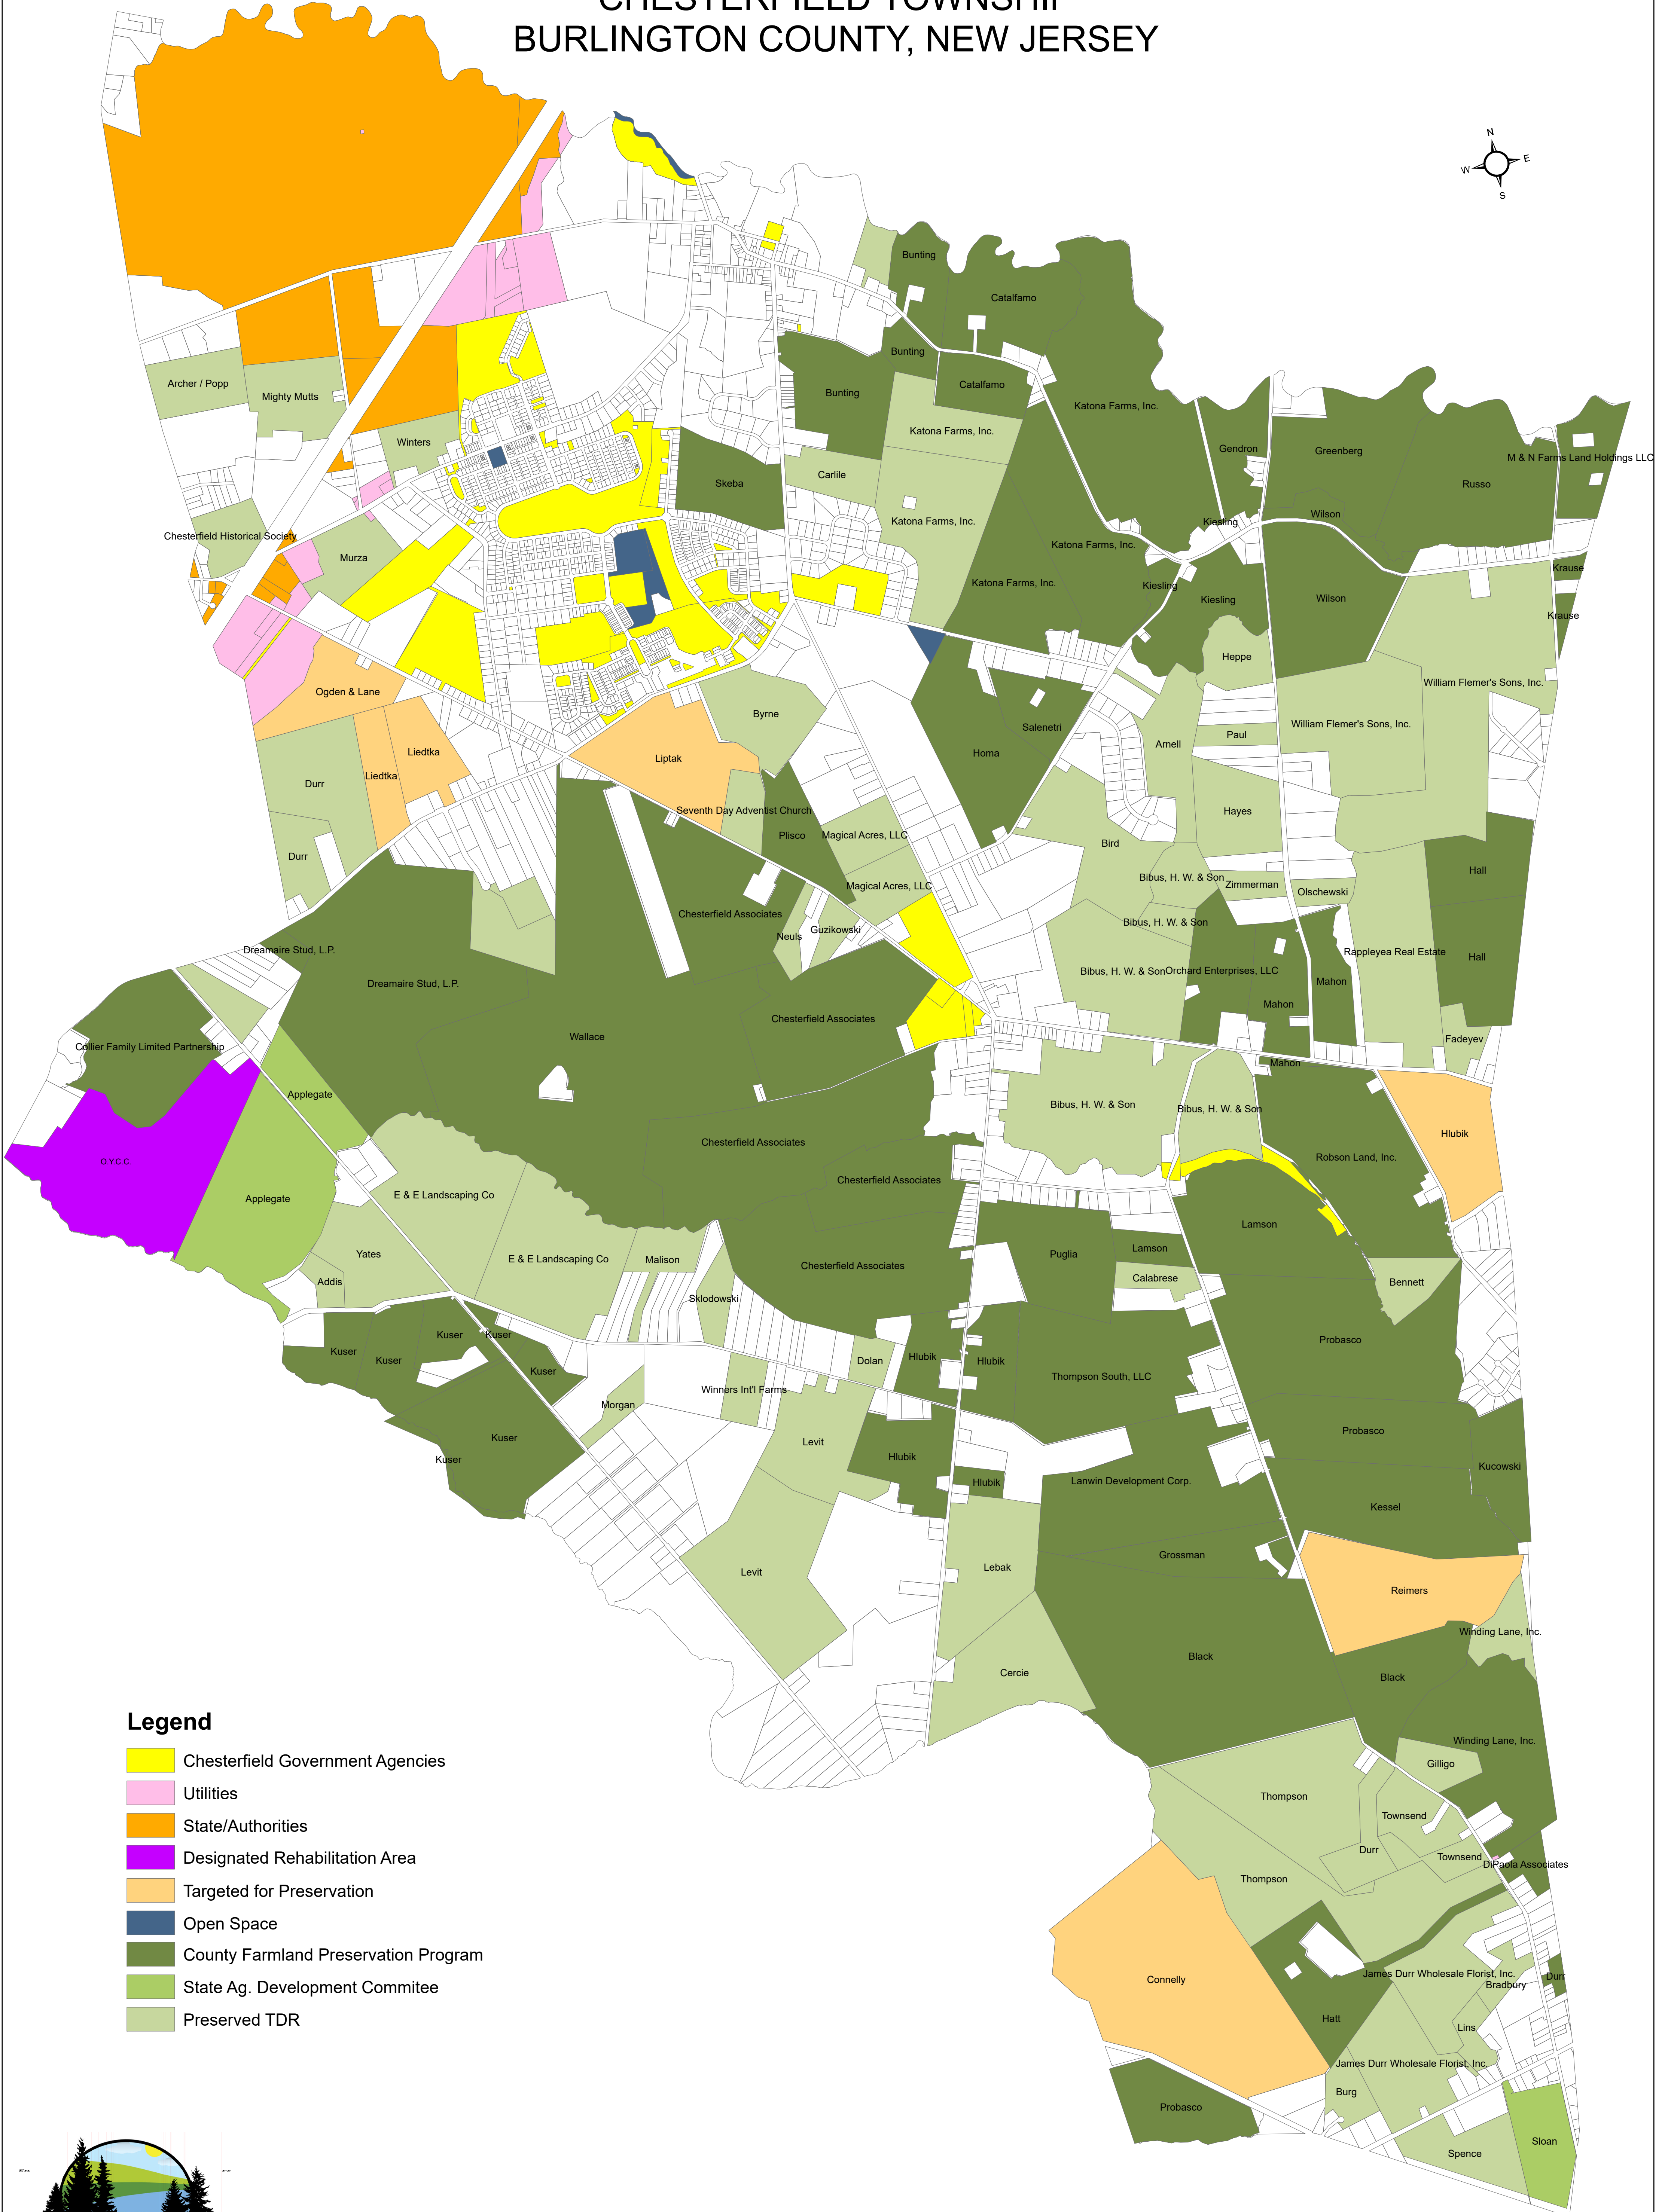 CHESTERFIELD TOWNSHIP
BURLINGTON COUNTY, NEW JERSEY
N
W
E
S
Bunting
Catalfamo
Bunting
Bunting
Catalfamo
Archer / Popp
Mighty Mutts
Katona Farms, Inc.
Katona Farms, Inc.
Winters
Gendron
Greenberg
M & N Farms Land Holdings LLC
Carlile
Skeba
Russo
Katona Farms, Inc.
Kiesling
Wilson
Chesterfield Historical Society
Katona Farms, Inc.
Murza
Krause
Katona Farms, Inc.
Kiesling
Kiesling
Wilson
Krause
Heppe
William Flemer's Sons, Inc.
Ogden & Lane
Byrne
William Flemer's Sons, Inc.
Salenetri
Paul
Arnell
Liedtka
Homa
Liptak
Liedtka
Durr
Seventh Day Adventist Church
Hayes
Plisco
Magical Acres, LLC
Bird
Durr
Hall
Bibus, H. W. & Son
Magical Acres, LLC
Zimmerman
Olschewski
Chesterfield Associates
Bibus, H. W. & Son
Guzikowski
Neuls
Dreamaire Stud, L.P.
Rappleyea Real Estate
Hall
Bibus, H. W. & Son
Orchard Enterprises, LLC
Dreamaire Stud, L.P.
Mahon
Mahon
Chesterfield Associates
Wallace
Fadeyev
Collier Family Limited Partnership
Mahon
Applegate
Bibus, H. W. & Son
Bibus, H. W. & Son
Hlubik
Chesterfield Associates
Robson Land, Inc.
O.Y.C.C.
Chesterfield Associates
E & E Landscaping Co
Applegate
Lamson
Lamson
Yates
Puglia
E & E Landscaping Co
Malison
Chesterfield Associates
Calabrese
Addis
Bennett
Sklodowski
Kuser
Kuser
Probasco
Kuser
Kuser
Dolan
Hlubik
Hlubik
Kuser
Thompson South, LLC
Winners Int'l Farms
Morgan
Probasco
Kuser
Levit
Hlubik
Kuser
Kucowski
Lanwin Development Corp.
Hlubik
Kessel
Grossman
Lebak
Levit
Reimers
Winding Lane, Inc.
Black
Cercie
Black
Winding Lane, Inc.
Gilligo
Thompson
Townsend
Durr
Townsend
DiPaola Associates
Thompson
James Durr Wholesale Florist, Inc.
Durr
Connelly
Bradbury
Hatt
Lins
James Durr Wholesale Florist, Inc.
Burg
Probasco
Sloan
Spence
Legend
Chesterfield Government Agencies
Utilities
State/Authorities
Designated Rehabilitation Area
Targeted for Preservation
Open Space
County Farmland Preservation Program
State Ag. Development Commitee
Preserved TDR